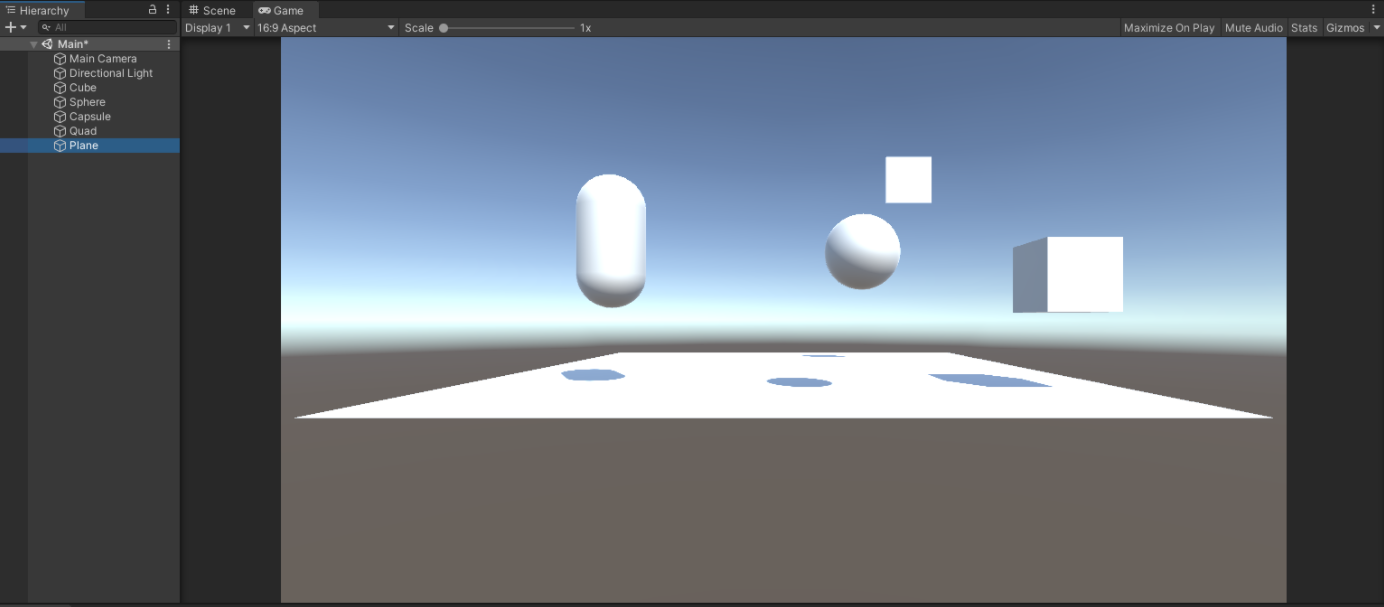 Hierarchy
All
Main*
Main Camera
Directional Light
Cube
Sphere
Capsule
Quad
Plane
Scene Game
Display 1 16:9 Aspect Scale 1x Maximize On Play Mute Audio Stats Gizmos